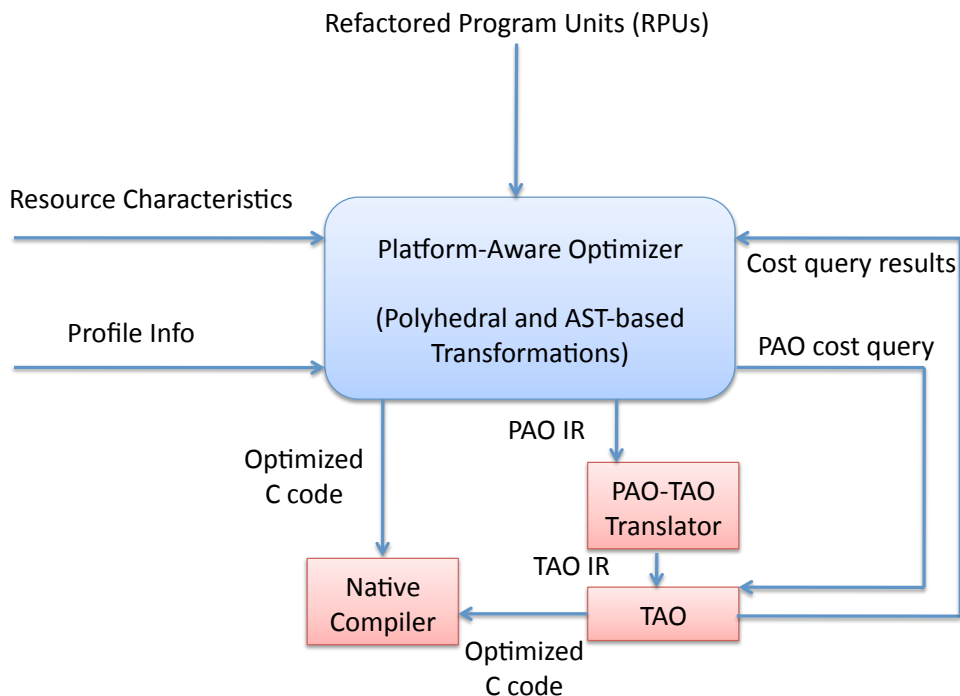 Refactored Program Units (RPUs)
Resource Characteristics
Platform-Aware Optimizer
Cost query results
(Polyhedral and AST-based
Transformations)
Profile Info
PAO cost query
PAO IR
Optimized
C code
PAO-TAO
Translator
TAO IR
Native
Compiler
TAO
Optimized
C code